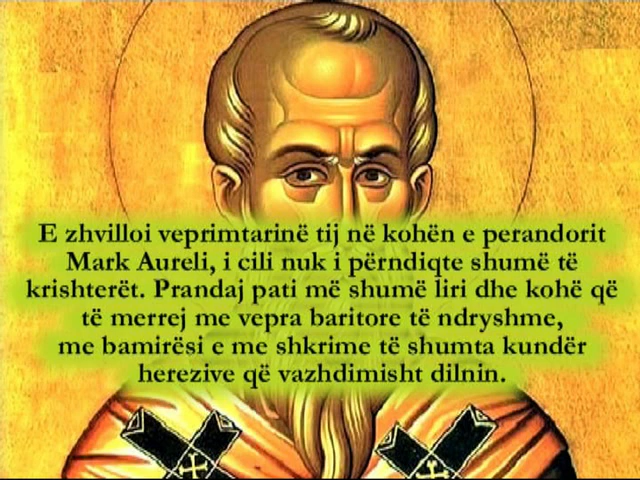 E zhvilloi veprimtarinë tij në kohën e perandorit
Mark Aureli, i cili nuk i përndiqte shumë të
krishterët. Prandaj pati më shumë liri dhe kohë që
të merrej me vepra baritore të ndryshme,
me bamirësi e me shkrime të shumta kundër
herezive që vazhdimisht dilnin.